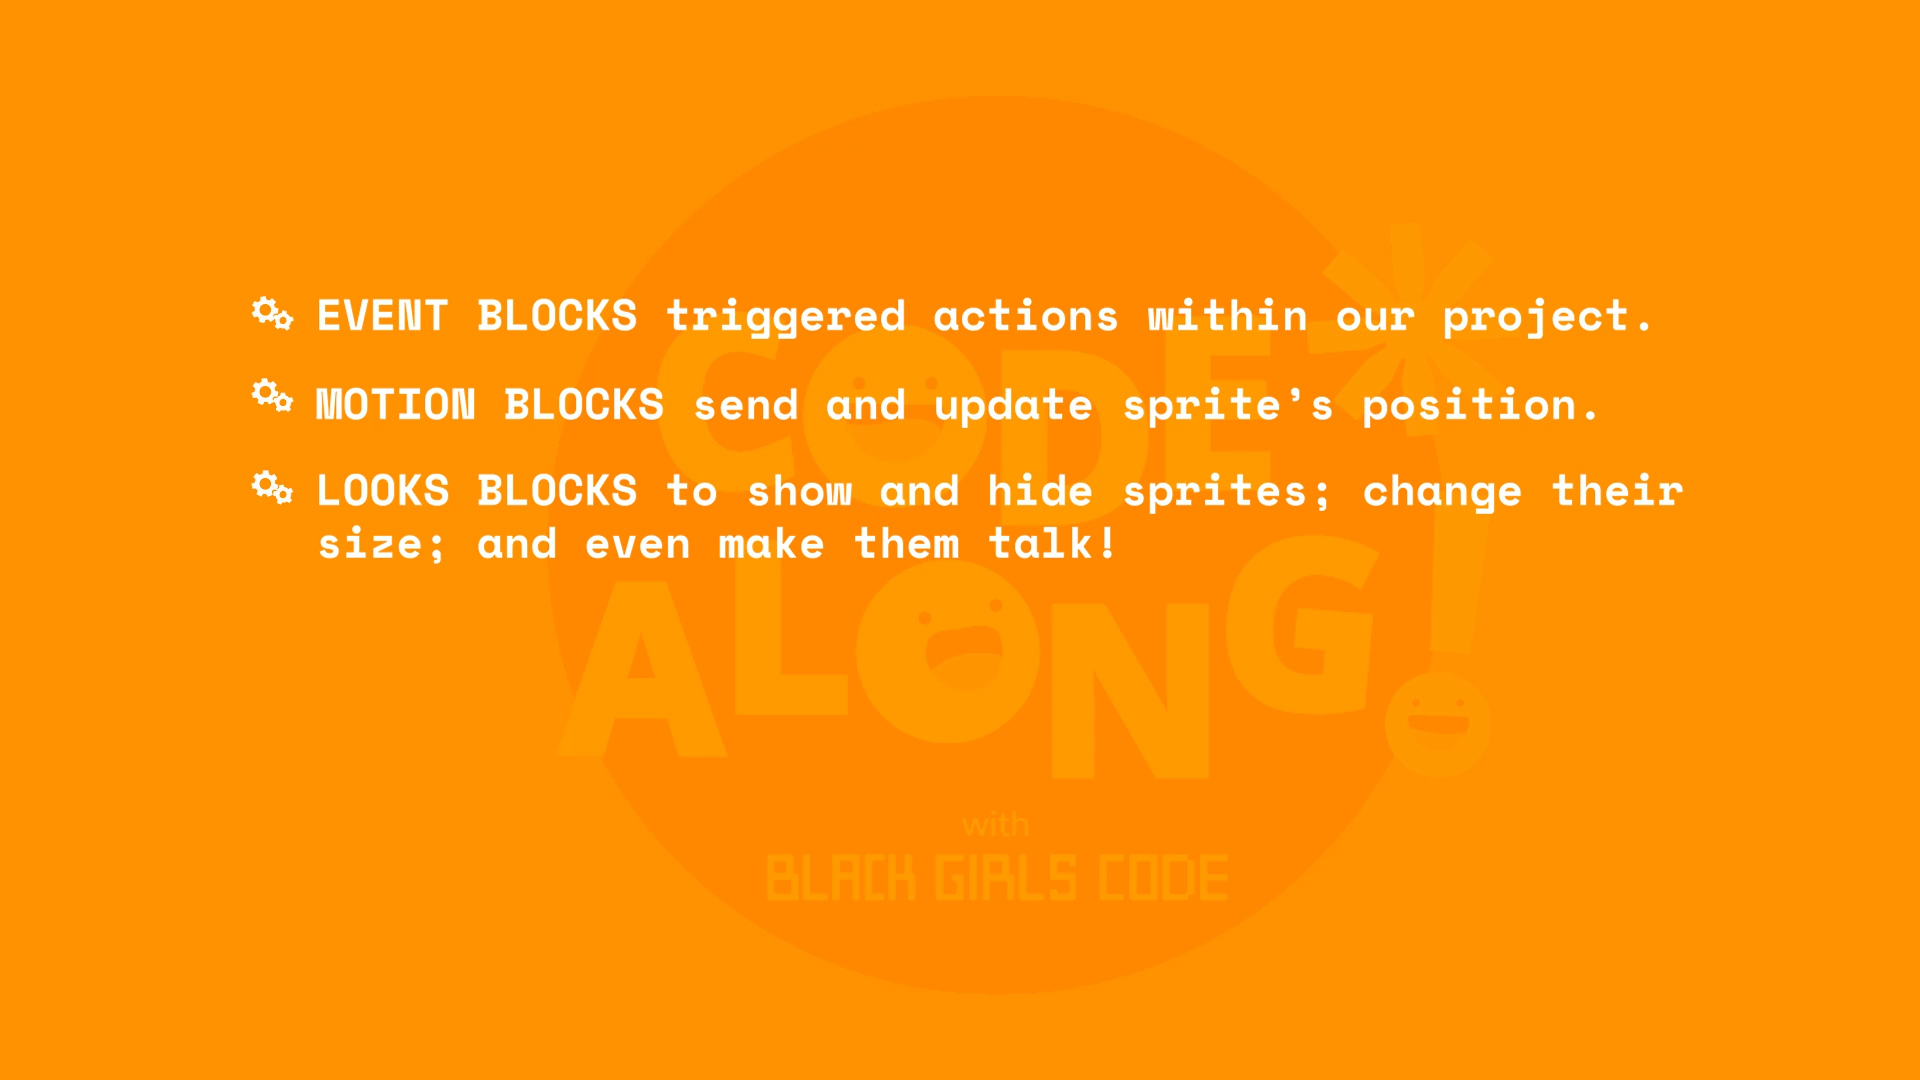 EVENT BLOCKS triggered actions within our project.
MOTION BLOCKS send and update sprite’s position.
LOOKS BLOCKS to show and hide sprites; change their
size; and even make them talk!
CODE
ALONG!
with
BLACK GIRLS CODE